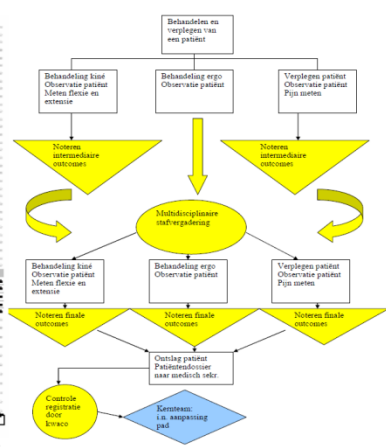 Behandelen en
verplegen van
een patiënt
Behandeling kiné
Observatie patiënt
Meten flexie en
extensie
Behandeling ergo
Observatie patiënt
Verplegen patiënt
Observatie patiënt
Pijn meten
Noteren
intermediaire
outcomes
Noteren
intermediaire
outcomes
Multidisciplinaire
stafvergadering
Behandeling kiné
Observatie patiënt
Meten flexie en
extensie
Behandeling ergo
Observatie patiënt
Verplegen patiënt
Observatie patiënt
Pijn meten
Noteren finale
outcomes
Noteren finale
outcomes
Noteren finale
outcomes
Ontslag patiënt
Patiëntendossier
naar medisch sekr.
Controle
registratie
door
kwaco
Kernteam:
i.n. aanpassing
pad